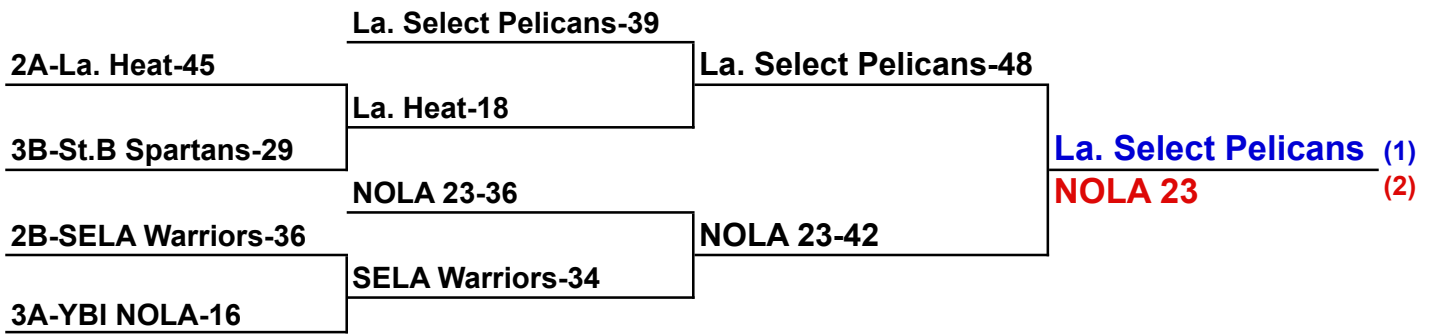 La. Select Pelicans-39
2A-La. Heat-45
La. Select Pelicans-48
La. Heat-18
3B-St.B Spartans-29
La. Select Pelicans (1)
NOLA 23 (2)
NOLA 23-36
2B-SELA Warriors-36
NOLA 23-42
SELA Warriors-34
3A-YBI NOLA-16